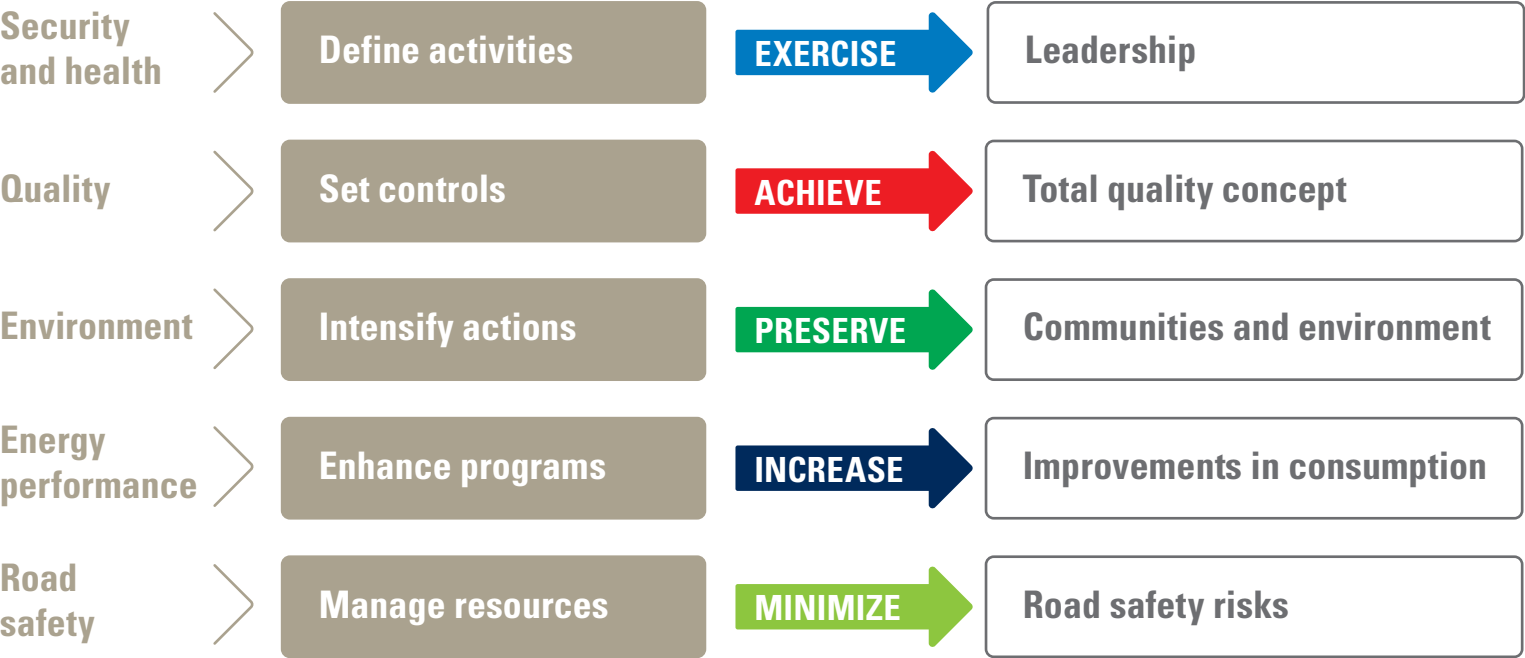 Security
and health
Define activities
EXERCISE
Leadership
Quality
Set controls
ACHIEVE
Total quality concept
Environment
Intensify actions
PRESERVE
Communities and environment
Energy
performance
Enhance programs
INCREASE
Improvements in consumption
Road
safety
Manage resources
MINIMIZE
Road safety risks